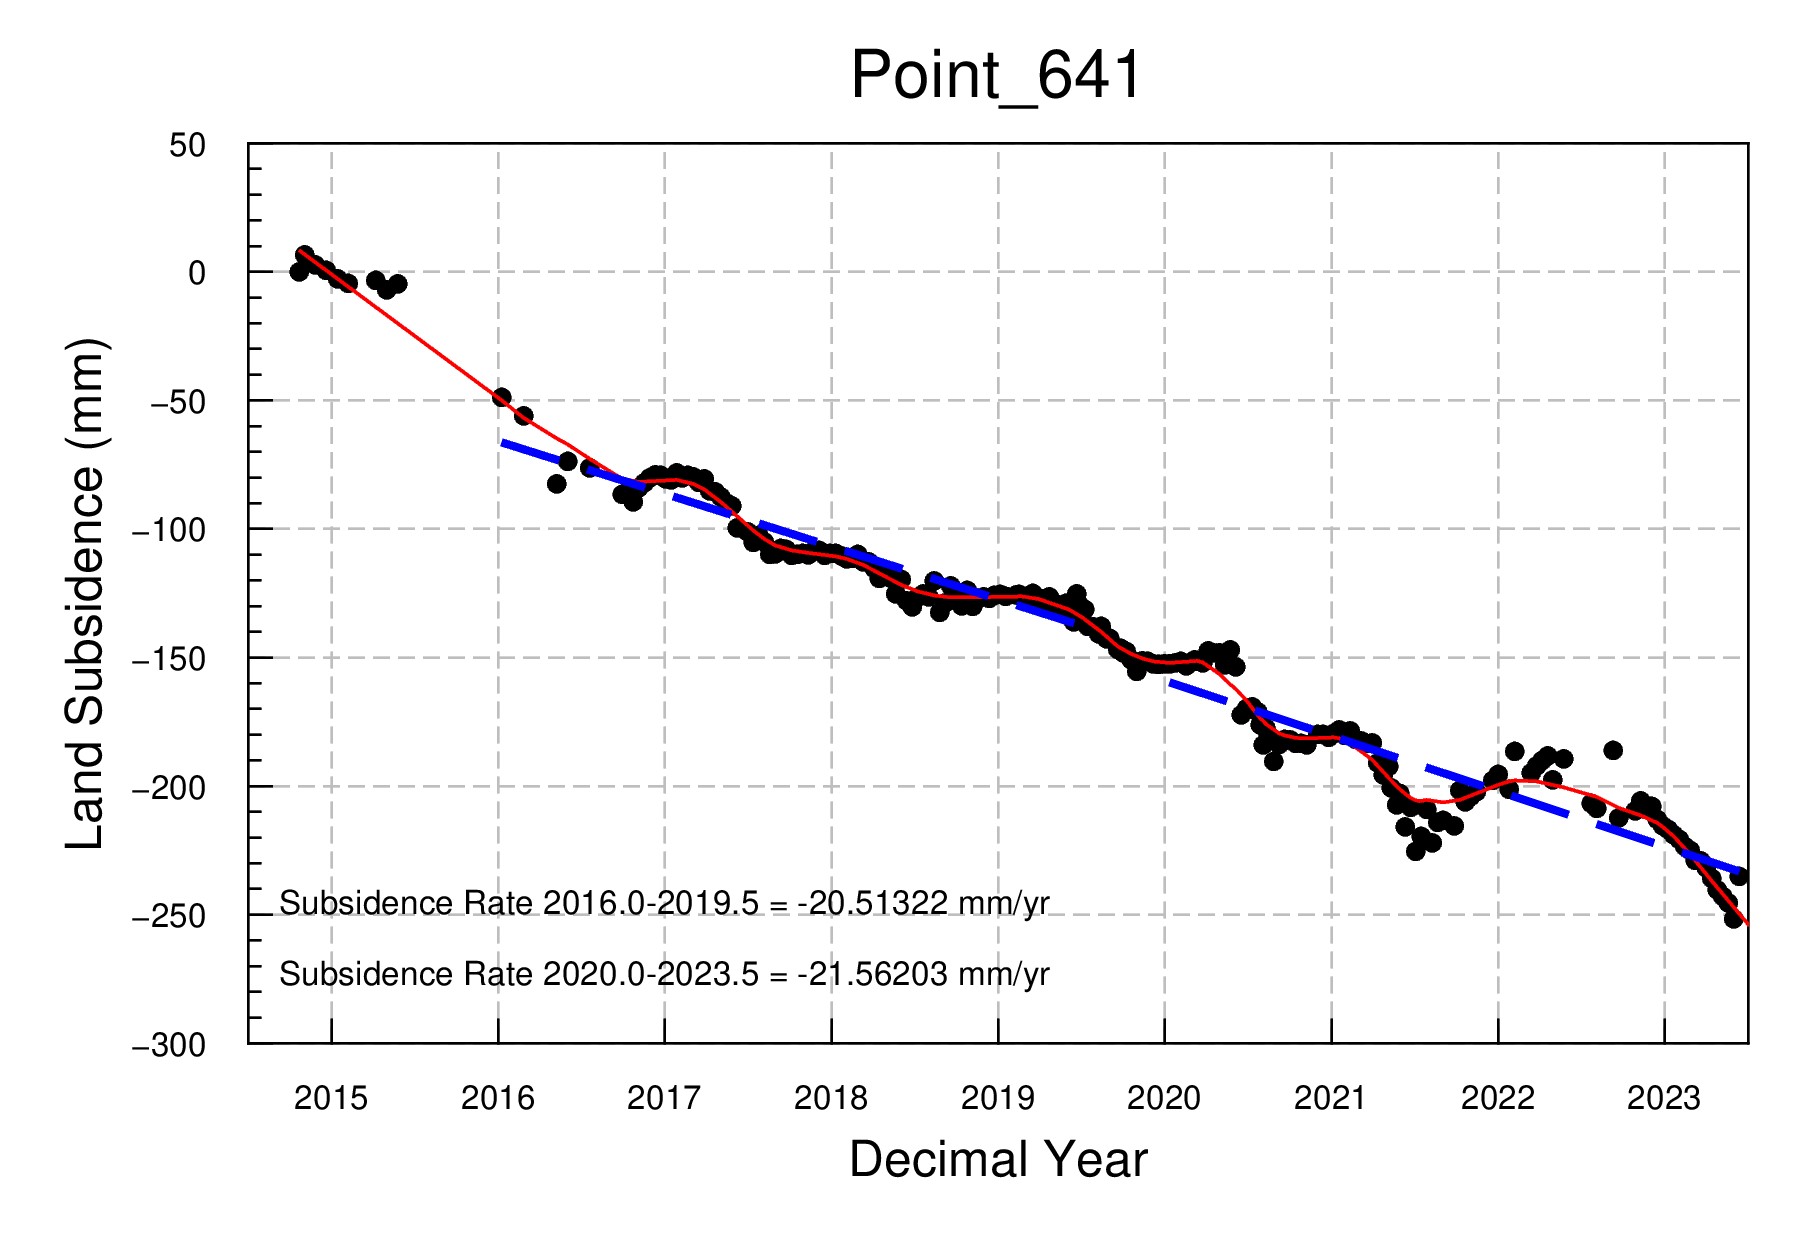 Point_641
50
0
−50
−100
−150
−200
−250
−300
Land Subsidence (mm)
Subsidence Rate 2016.0-2019.5 = -20.51322 mm/yr
Subsidence Rate 2020.0-2023.5 = -21.56203 mm/yr
2015 2016 2017 2018 2019 2020 2021 2022 2023
Decimal Year